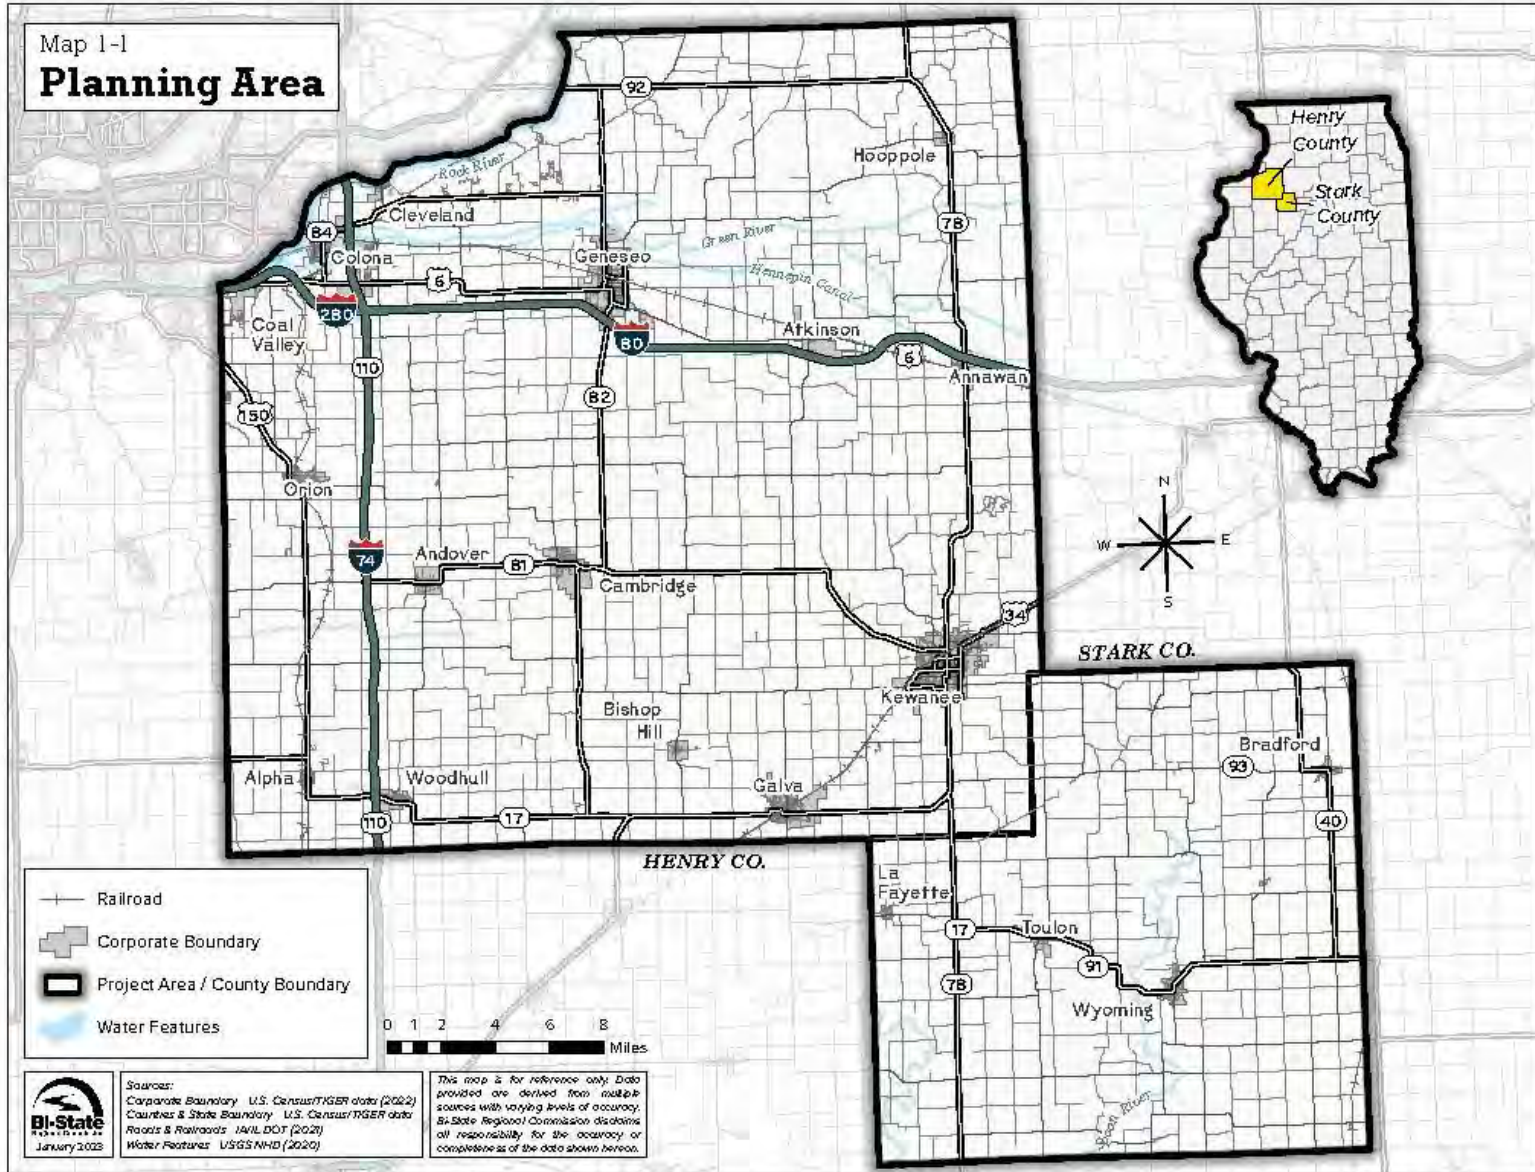 Map 1-1
Planning Area
92
Rock River
Hooppole
Cleveland
84
78
Colona
Geneseo
Green River
6
Hennepin Canal
280
80
Coal
Valley
Atkinson
6
110
Annawan
82
150
Orion
74
Andover
81
Cambridge
34
Kewanee
Bishop
Hill
Alpha
Woodhull
Galva
110
17
HENRY CO.
Henry
County
Stark
County
N
W
E
S
STARK CO.
Bradford
93
40
La
Fayette
17
Toulon
91
78
Wyoming
Spoon River
Railroad
Corporate Boundary
Project Area / County Boundary
Water Features
0 1 2 4 6 8
Miles
Bi-State
January 2023
Sources:
Corporate Boundary U.S. Census/TIGER data (2022)
Counties & State Boundary U.S. Census/TIGER data
Roads & Railroads IA/IL DOT (2021)
Water Features USGS NHD (2020)
This map is for reference only. Data
provided are derived from multiple
sources with varying levels of accuracy.
Bi-State Regional Commission disclaims
all responsibility for the accuracy or
completeness of the data shown hereon.